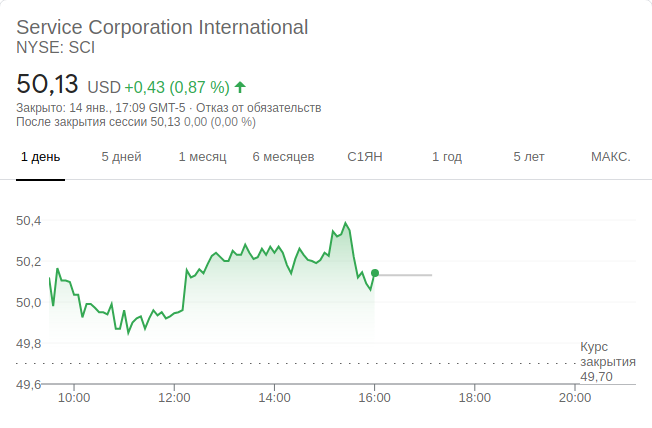 Service Corporation International
NYSE: SCI
50,13 USD +0,43 (0,87 %)
Закрыто: 14 янв., 17:09 GMT-5 · Отказ от обязательств
После закрытия сессии 50,13 0,00 (0,00 %)
1 день 5 дней 1 месяц 6 месяцев С1ЯН 1 год 5 лет МАКС.
50,4
50,2
50,0
49,8
Курс
закрытия
49,70
49,6
10:00 12:00 14:00 16:00 18:00 20:00